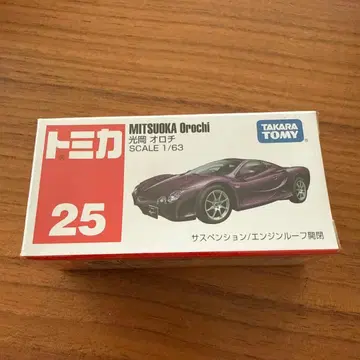 トミカ
25
MITSUOKA Orochi
光岡 オロチ
SCALE 1/63
TAKARA
TOMY
サスペンション/エンジンルーフ開閉